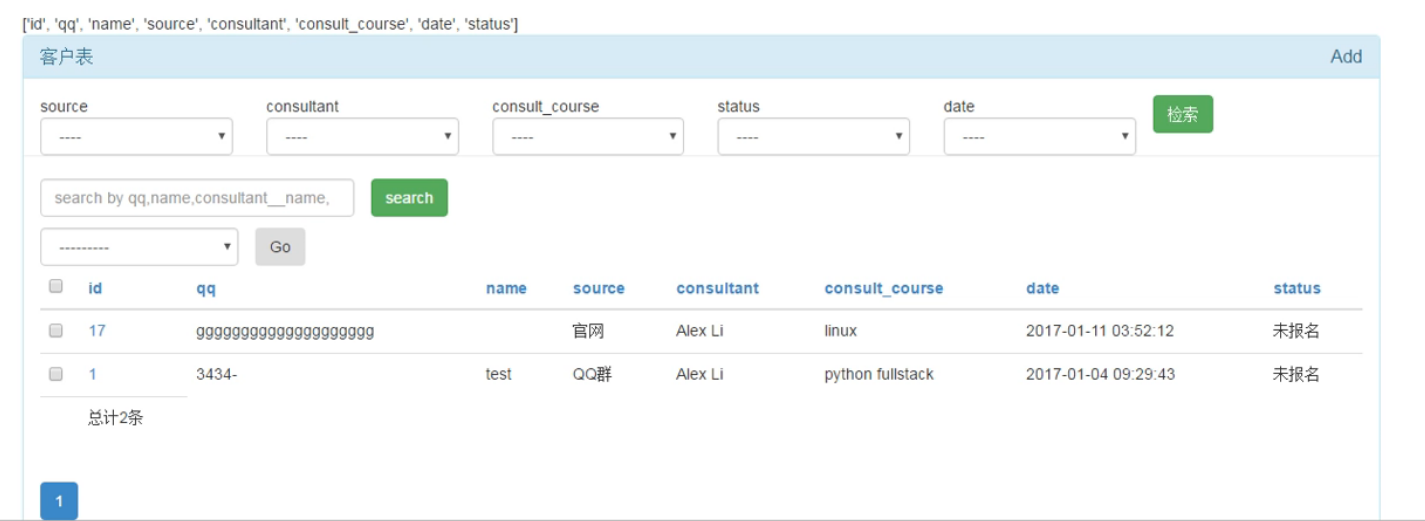 ['id', 'qq', 'name', 'source', 'consultant', 'consult_course', 'date', 'status']
客户表 Add
source consultant consult_course status date
---- ---- ---- ---- ---- 检索
search by qq,name,consultant__name, search
--------- Go
id qq name source consultant consult_course date status
17 gggggggggggggggggggg 官网 Alex Li linux 2017-01-11 03:52:12 未报名
1 3434- test QQ群 Alex Li python fullstack 2017-01-04 09:29:43 未报名
总计2条
1